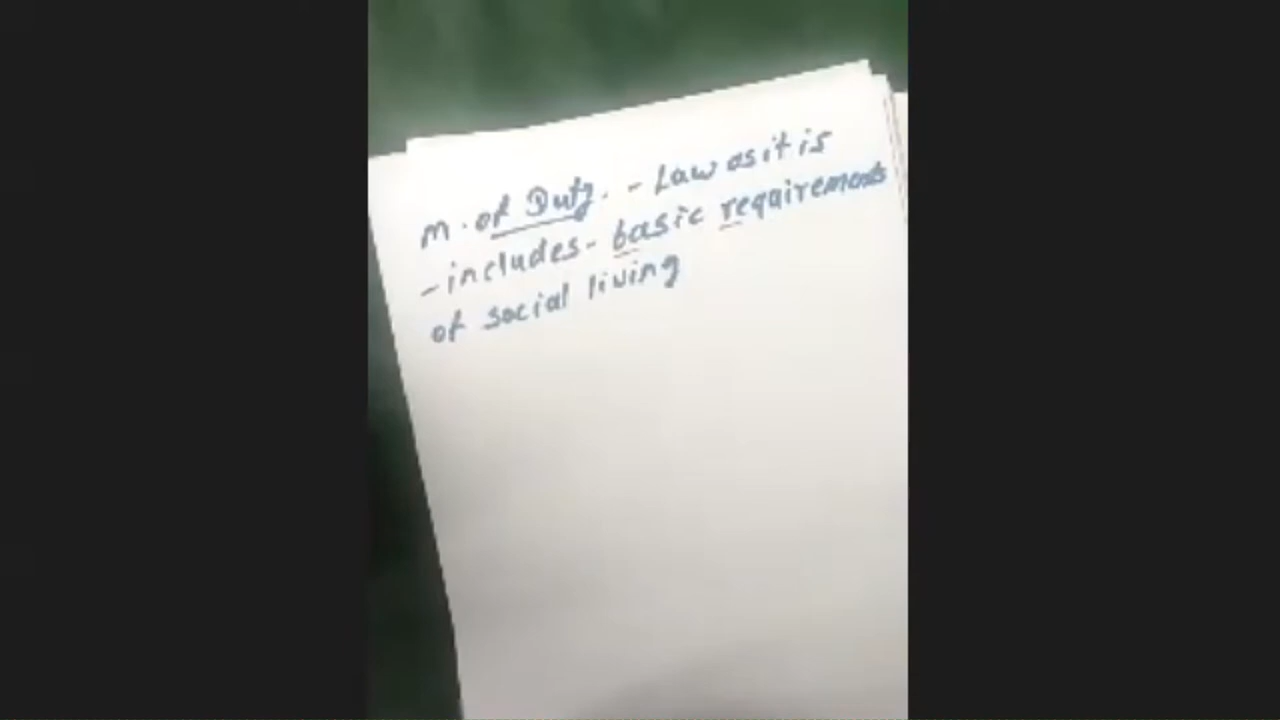 M. of Duty. - Law as it is
- includes - basic requirements
of social living